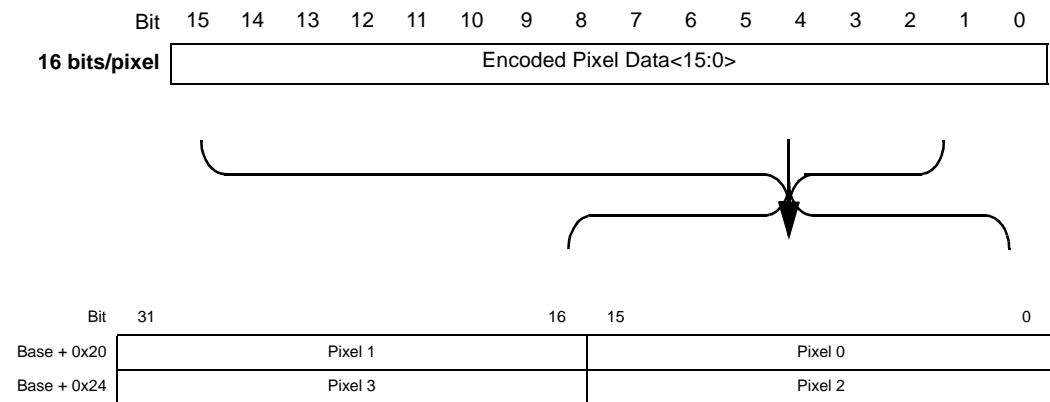 Bit 15 14 13 12 11 10 9 8 7 6 5 4 3 2 1 0
16 bits/pixel Encoded Pixel Data<15:0>
Bit 31 16 15 0
Base + 0x20 Pixel 1 Pixel 0
Base + 0x24 Pixel 3 Pixel 2